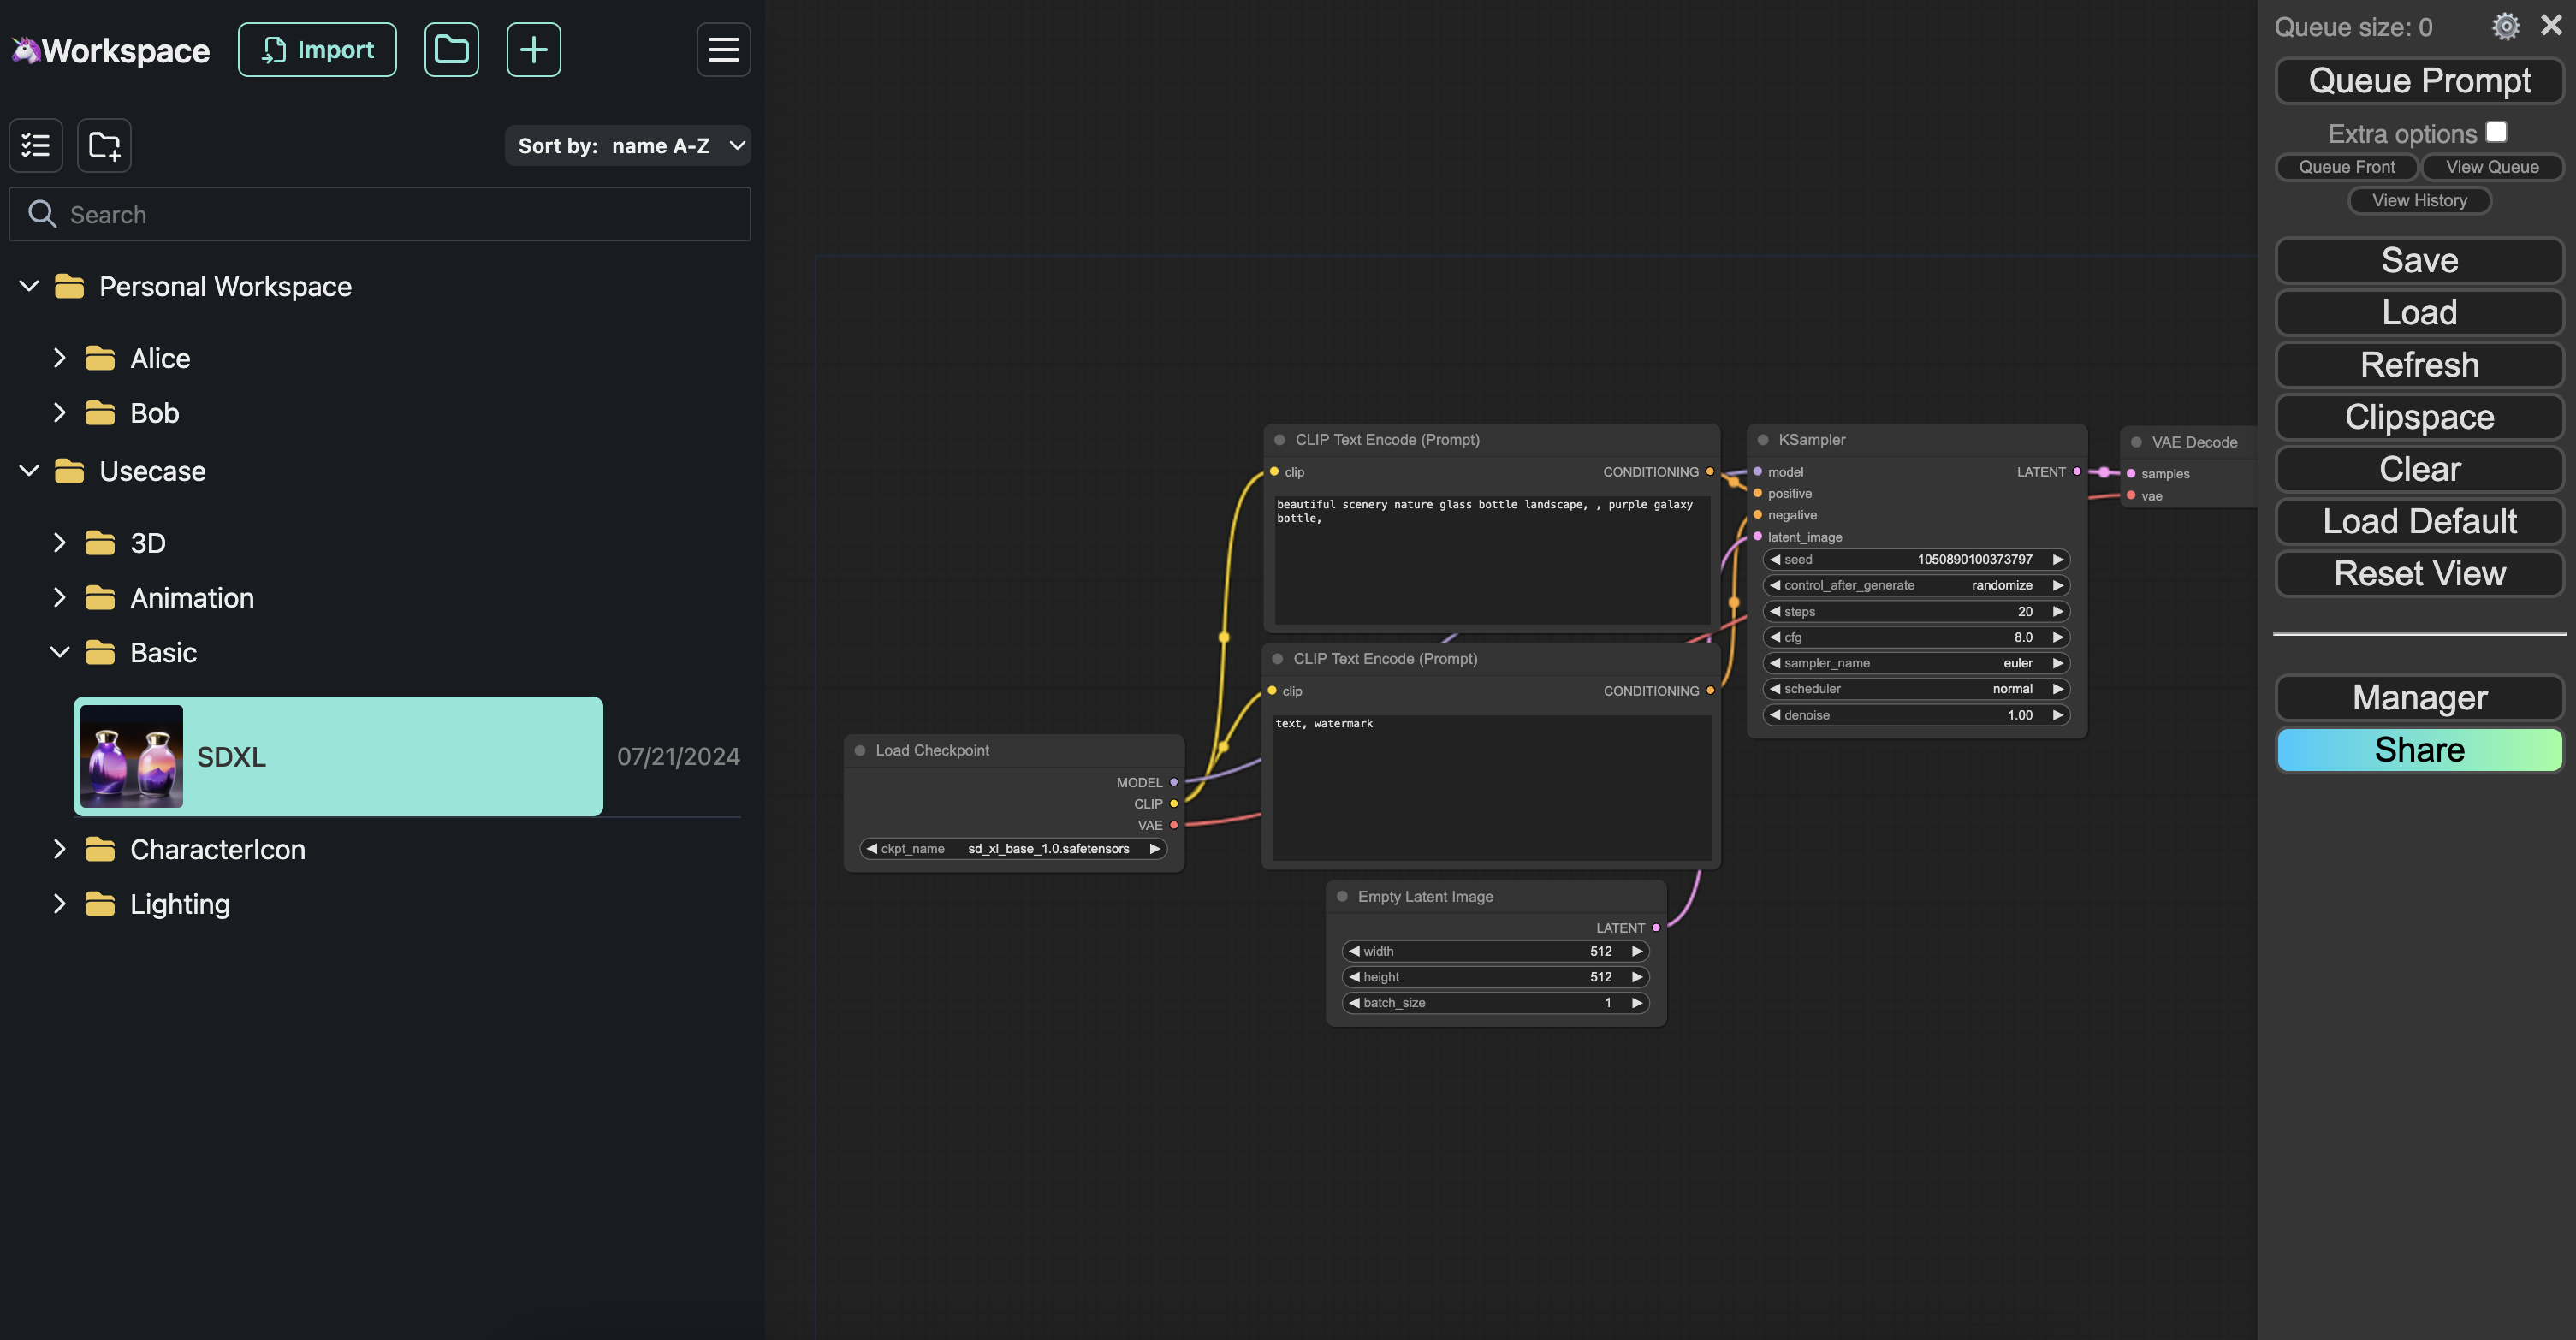 Workspace
Import
Sort by: name A-Z
Search
Personal Workspace
Alice
Bob
Usecase
3D
Animation
Basic
SDXL
07/21/2024
CharacterIcon
Lighting
Load Checkpoint
MODEL
CLIP
VAE
ckpt_name sd_xl_base_1.0.safetensors
CLIP Text Encode (Prompt)
clip CONDITIONING
beautiful scenery nature glass bottle landscape, , purple galaxy
bottle,
CLIP Text Encode (Prompt)
clip CONDITIONING
text, watermark
Empty Latent Image
LATENT
width 512
height 512
batch_size 1
KSampler
model LATENT
positive
negative
latent_image
seed 1050890100373797
control_after_generate randomize
steps 20
cfg 8.0
sampler_name euler
scheduler normal
denoise 1.00
VAE Decode
samples
vae
Queue size: 0
Queue Prompt
Extra options
Queue Front View Queue
View History
Save
Load
Refresh
Clipspace
Clear
Load Default
Reset View
Manager
Share